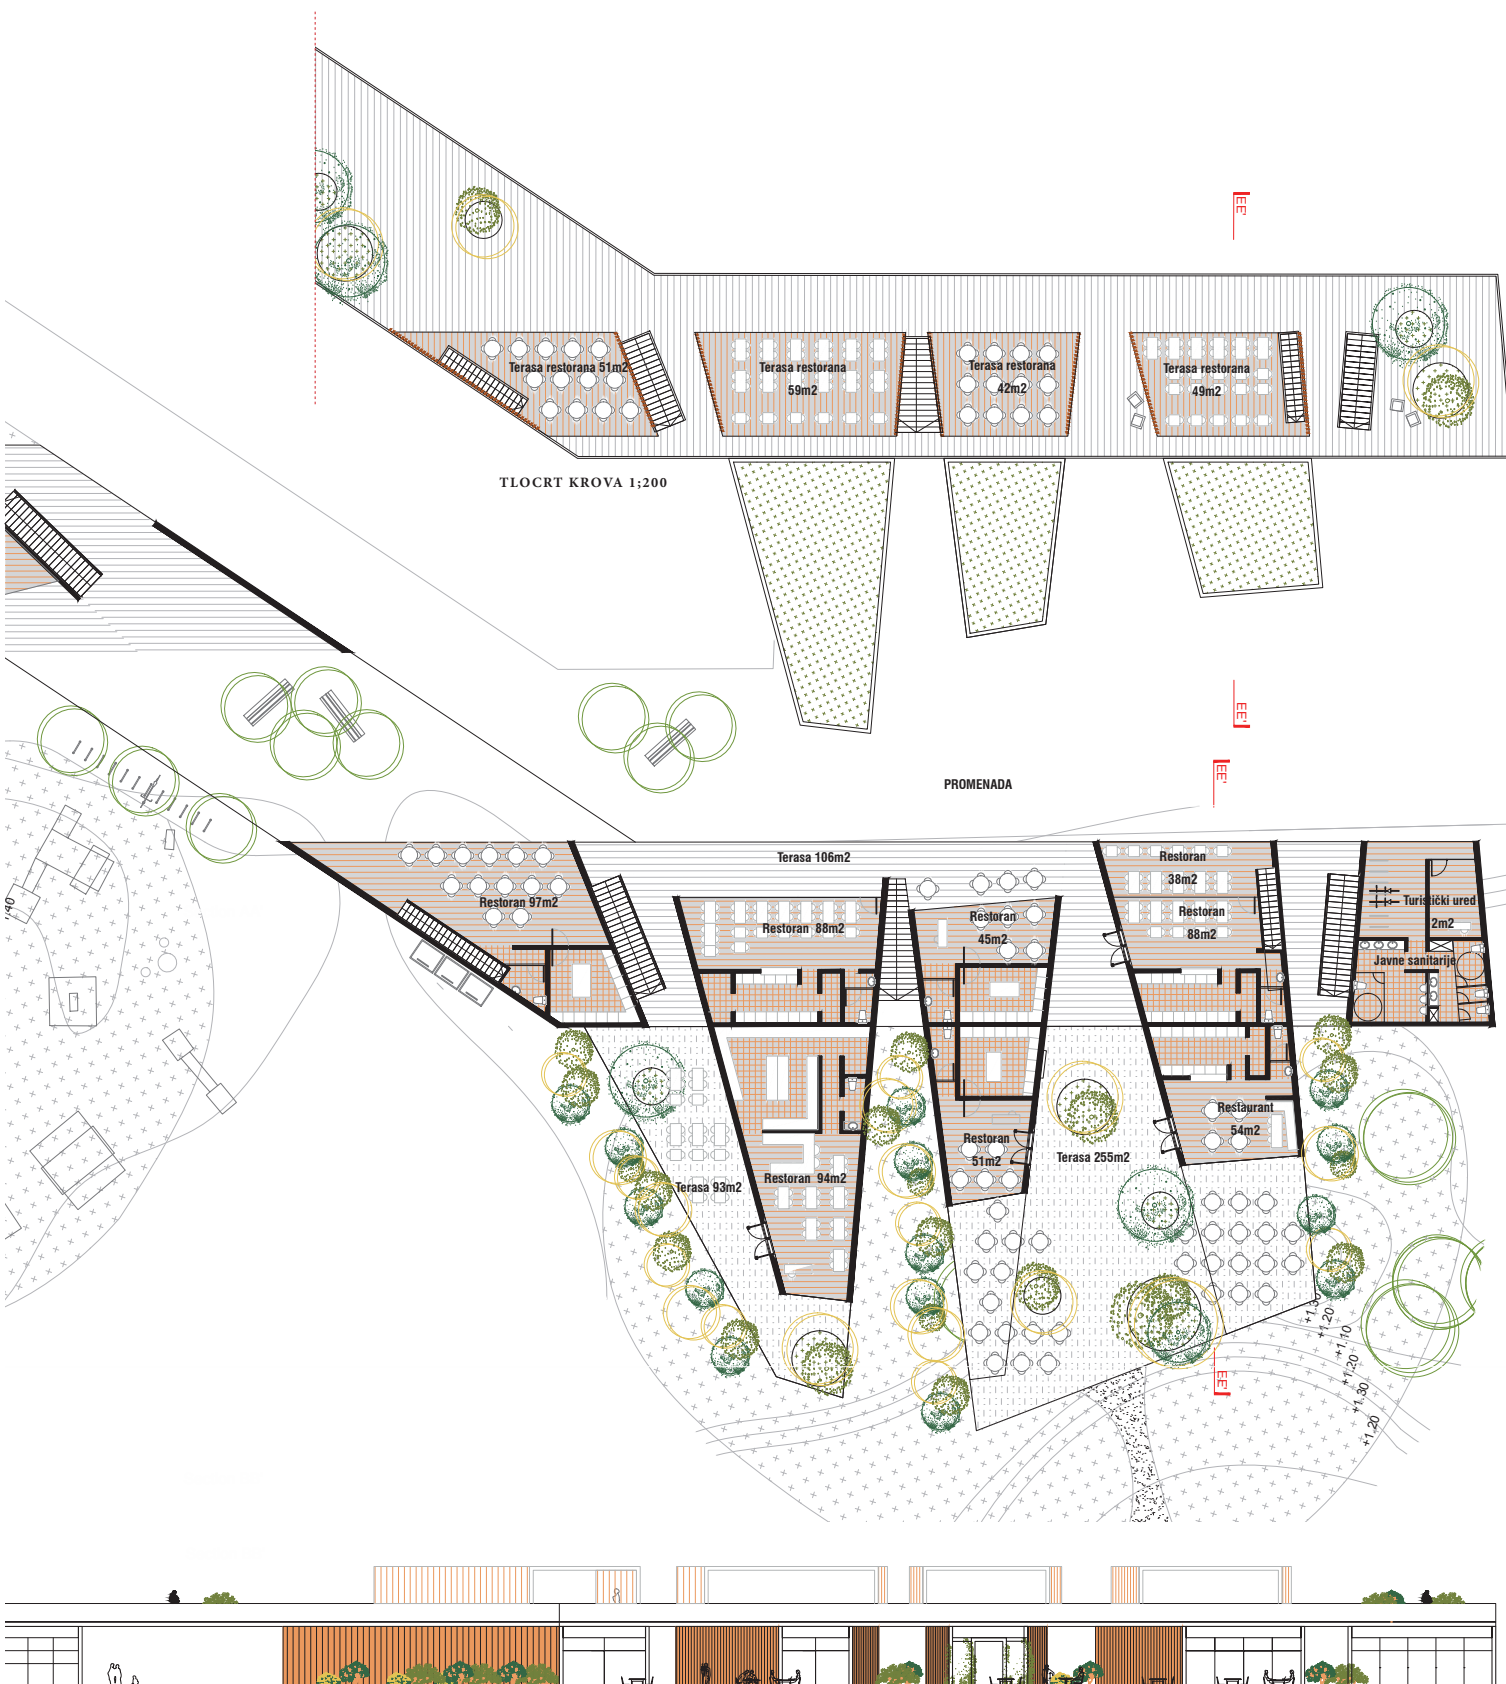 EE'
Terasa restorana 51m2
Terasa restorana
59m2
Terasa restorana
42m2
Terasa restorana
49m2
TLOCRT KROVA 1;200
EE'
EE'
PROMENADA
Terasa 106m2
Restoran
38m2
Restoran 97m2
Restoran 88m2
Restoran
45m2
Restoran
88m2
Turistički ured
2m2
Javne sanitarije
Restaurant
54m2
Restoran
51m2
Terasa 255m2
Restoran 94m2
Terasa 93m2
+1.20
+1.10
+1.20
+1.30
+1.20
EE'